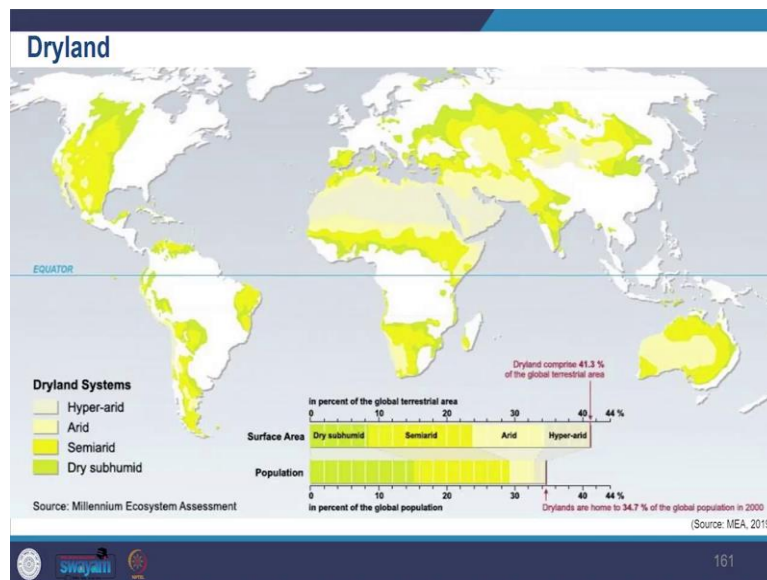 Dryland
EQUATOR
Dryland Systems
Hyper-arid
Arid
Semiarid
Dry subhumid
Source: Millennium Ecosystem Assessment
Dryland comprise 41.3 %
of the global terrestrial area
in percent of the global terrestrial area
0 10 20 30 40 44 %
Surface Area Dry subhumid Semiarid Arid Hyper-arid
Population
0 10 20 30 40 44 %
in percent of the global population
Drylands are home to 34.7 % of the global population in 2000
(Source: MEA, 2019
swayam
161